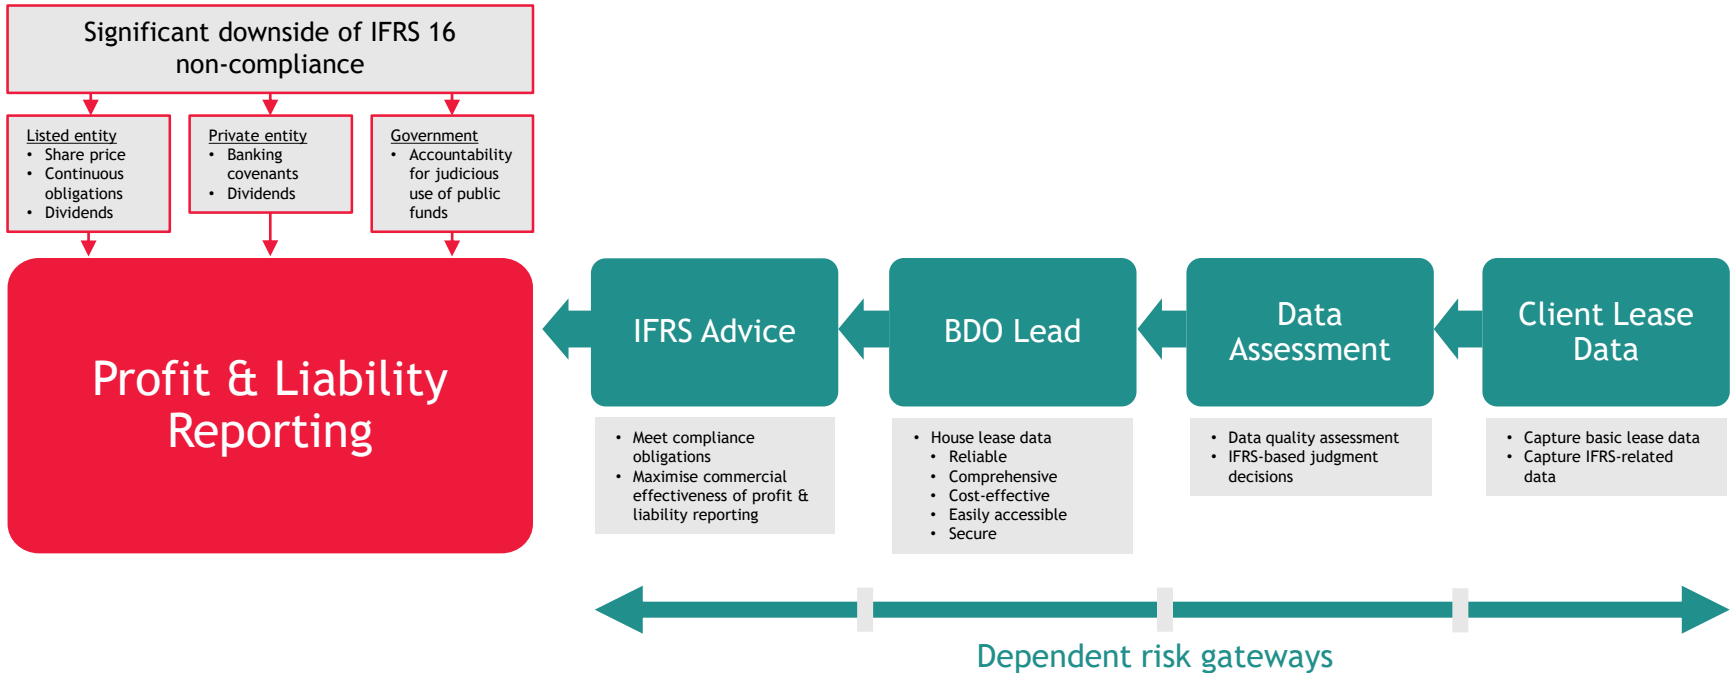 Significant downside of IFRS 16
non-compliance
Listed entity
• Share price
• Continuous
obligations
• Dividends
Private entity
• Banking
covenants
• Dividends
Government
• Accountability
for judicious
use of public
funds
Profit & Liability
Reporting
IFRS Advice
• Meet compliance
obligations
• Maximise commercial
effectiveness of profit &
liability reporting
BDO Lead
• House lease data
• Reliable
• Comprehensive
• Cost-effective
• Easily accessible
• Secure
Data
Assessment
• Data quality assessment
• IFRS-based judgment
decisions
Client Lease
Data
• Capture basic lease data
• Capture IFRS-related
data
Dependent risk gateways